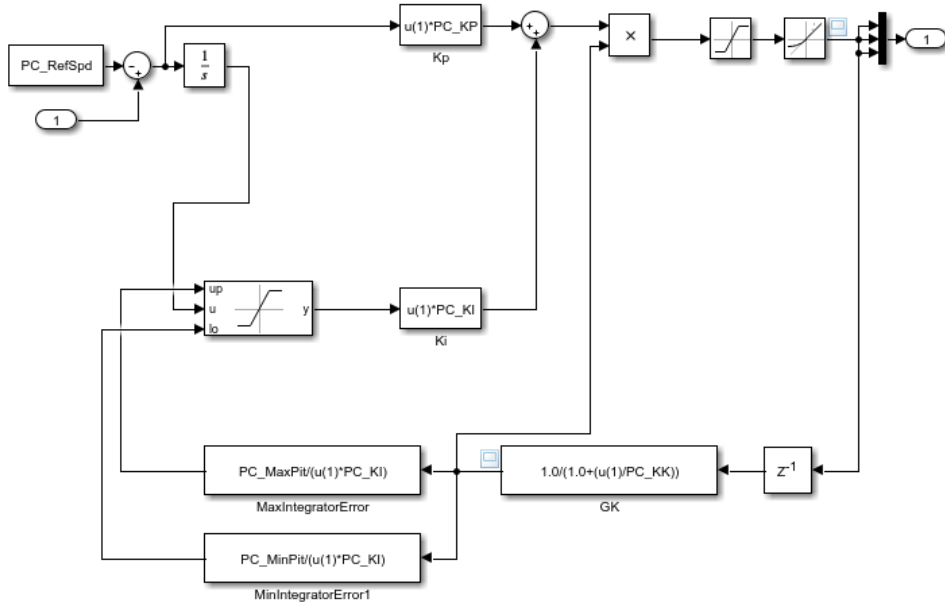 PC_RefSpd
1
-
+
1
s
u(1)*PC_KP
Kp
+
+
×
1
up
u
lo
y
u(1)*PC_KI
Ki
PC_MaxPit/(u(1)*PC_KI)
MaxIntegratorError
1.0/(1.0+(u(1)/PC_KK))
GK
Z-1
PC_MinPit/(u(1)*PC_KI)
MinIntegratorError1